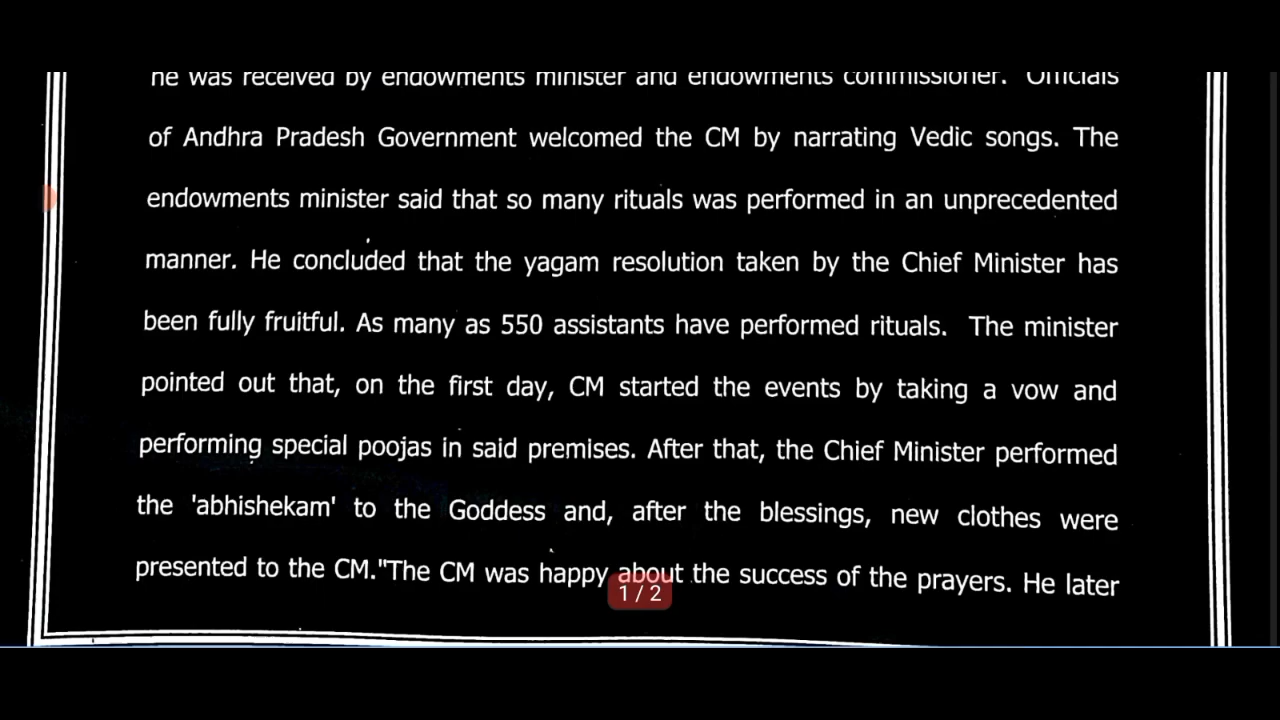 he was received by endowments minister and endowments commissioner. Officials
of Andhra Pradesh Government welcomed the CM by narrating Vedic songs. The
endowments minister said that so many rituals was performed in an unprecedented
manner. He concluded that the yagam resolution taken by the Chief Minister has
been fully fruitful. As many as 550 assistants have performed rituals. The minister
pointed out that, on the first day, CM started the events by taking a vow and
performing special poojas in said premises. After that, the Chief Minister performed
the 'abhishekam' to the Goddess and, after the blessings, new clothes were
presented to the CM."The CM was happy about the success of the prayers. He later
1 / 2